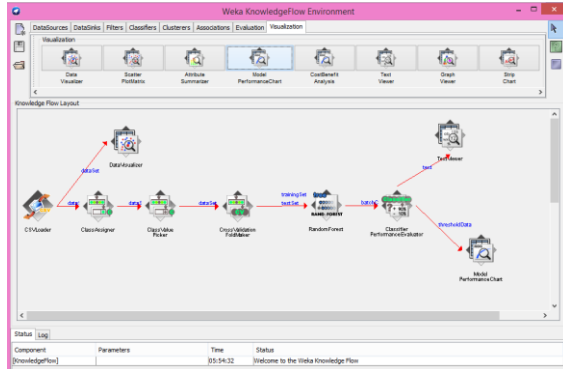 Weka KnowledgeFlow Environment
DataSources DataSinks Filters Classifiers Clusterers Associations Evaluation Visualization
Visualization
Data Visualizer
Scatter PlotMatrix
Attribute Summarizer
Model PerformanceChart
CostBenefit Analysis
Text Viewer
Graph Viewer
Strip Chart
Knowledge Flow Layout
dataSet
DataVisualizer
TextViewer
text
CSVLoader
ClassAssigner
dataSet
ClassValue Picker
dataSet
CrossValidation FoldMaker
trainingSet
testSet
RANDOM FOREST
RandomForest
Classifier PerformanceEvaluator
thresholdData
Model PerformanceChart
Status Log
Component Parameters Time Status
[KnowledgeFlow] 05:54:32 Welcome to the Weka Knowledge Flow